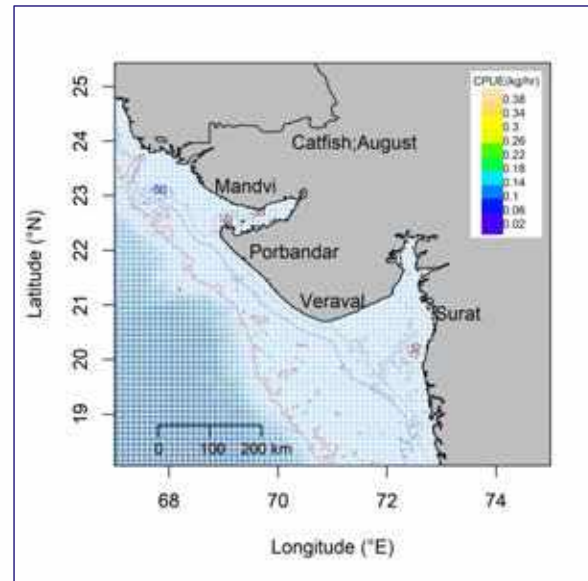 CPUE(kg/hr)
0.38
0.34
0.3
0.26
0.22
0.18
0.14
0.1
0.06
0.02
Catfish;August
Mandvi
Porbandar
Veraval
Surat
-50
0 100 200 km
25
24
23
22
21
20
19
Latitude (°N)
68 70 72 74
Longitude (°E)